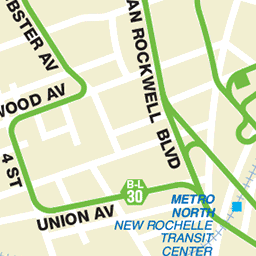 BSTER AV
AN ROCKWELL BLVD
WOOD AV
4 ST
B-L
30
UNION AV
METRO
NORTH
NEW ROCHELLE
TRANSIT
CENTER